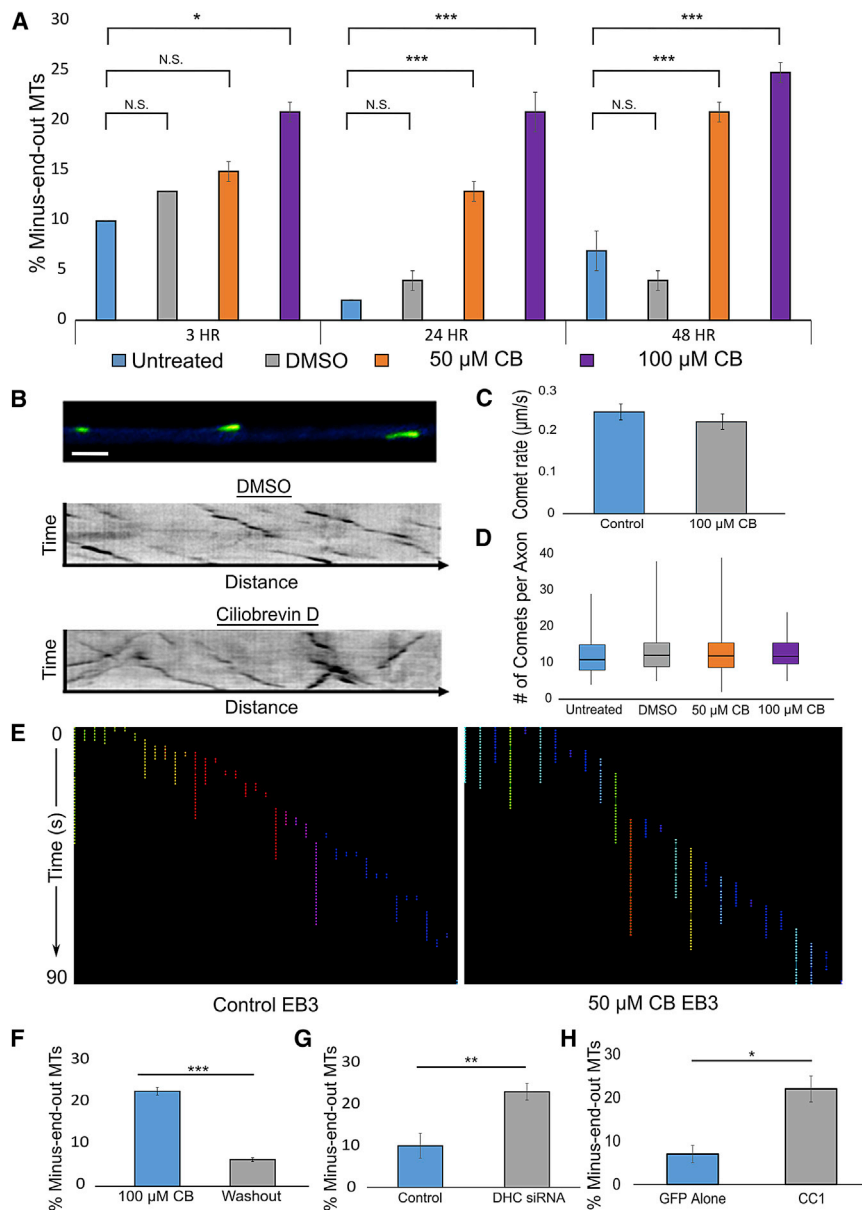 A
% Minus-end-out MTs
30
25
20
15
10
5
0
*
N.S.
N.S.
***
***
N.S.
***
***
N.S.
3 HR 24 HR 48 HR
Untreated DMSO 50 µM CB 100 µM CB
B
DMSO
Time
Distance
Ciliobrevin D
Time
Distance
C
Comet rate (µm/s)
0.3
0.2
0.1
0
Control 100 µM CB
D
# of Comets per Axon
40
30
20
10
0
Untreated DMSO 50 µM CB 100 µM CB
E
0
Time (s)
90
Control EB3 50 µM CB EB3
F
% Minus-end-out MTs
30
20
10
0
***
100 µM CB Washout
G
% Minus-end-out MTs
30
20
10
0
**
Control DHC siRNA
H
% Minus-end-out MTs
30
20
10
0
*
GFP Alone CC1